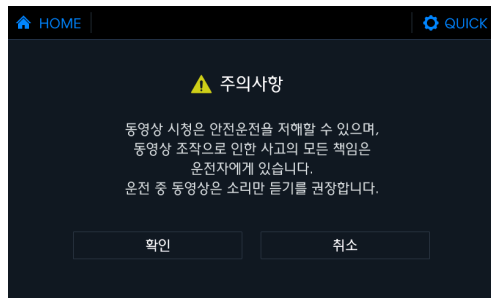 HOME
QUICK
주의사항
동영상 시청은 안전운전을 저해할 수 있으며,
동영상 조작으로 인한 사고의 모든 책임은
운전자에게 있습니다.
운전 중 동영상은 소리만 듣기를 권장합니다.
확인
취소